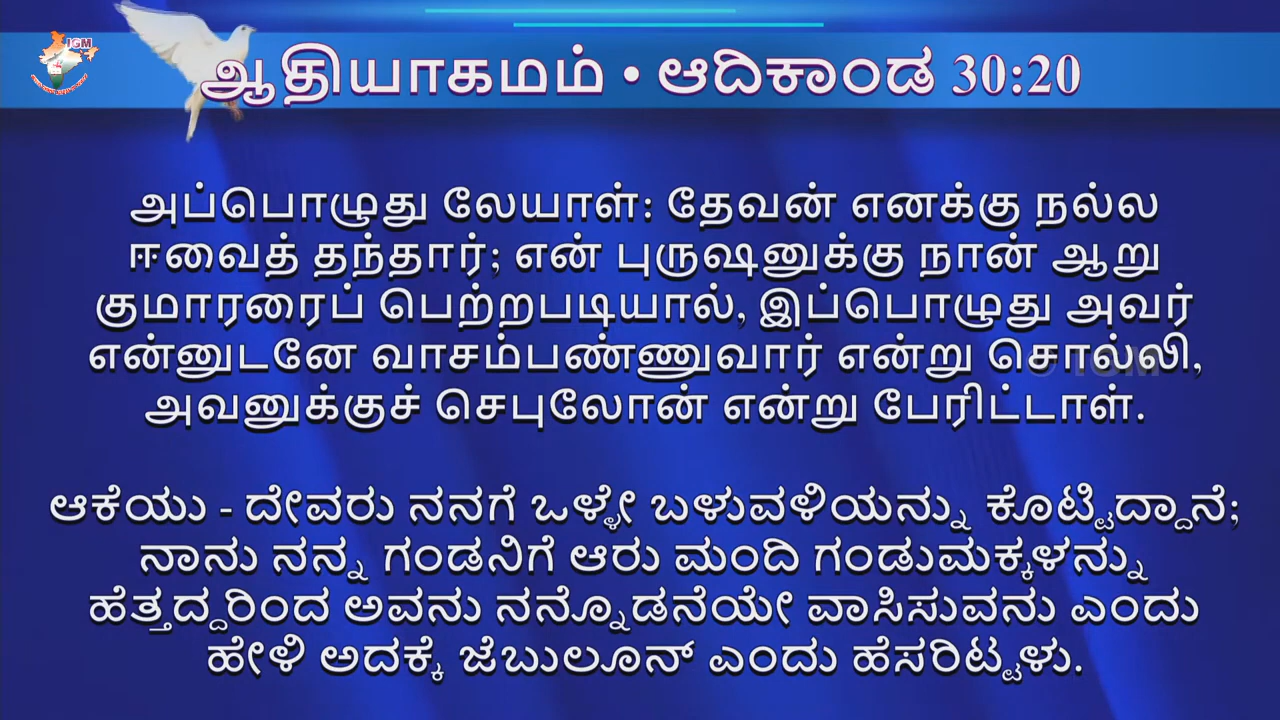 IGM
ஆதியாகமம் • ಆದಿಕಾಂಡ 30:20
அப்பொழுது லேயாள்: தேவன் எனக்கு நல்ல
ஈவைத் தந்தார்; என் புருஷனுக்கு நான் ஆறு
குமாரரைப் பெற்றபடியால், இப்பொழுது அவர்
என்னுடனே வாசம்பண்ணுவார் என்று சொல்லி,
© IGM
அவனுக்குச் செபுலோன் என்று பேரிட்டாள்.
ಆಕೆಯು - ದೇವರು ನನಗೆ ಒಳ್ಳೇ ಬಳುವಳಿಯನ್ನು ಕೊಟ್ಟಿದ್ದಾನೆ;
ನಾನು ನನ್ನ ಗಂಡನಿಗೆ ಆರು ಮಂದಿ ಗಂಡುಮಕ್ಕಳನ್ನು
ಹೆತ್ತದ್ದರಿಂದ ಅವನು ನನ್ನೊಡನೆಯೇ ವಾಸಿಸುವನು ಎಂದು
ಹೇಳಿ ಅದಕ್ಕೆ ಜೆಬುಲೂನ್ ಎಂದು ಹೆಸರಿಟ್ಟಳು.